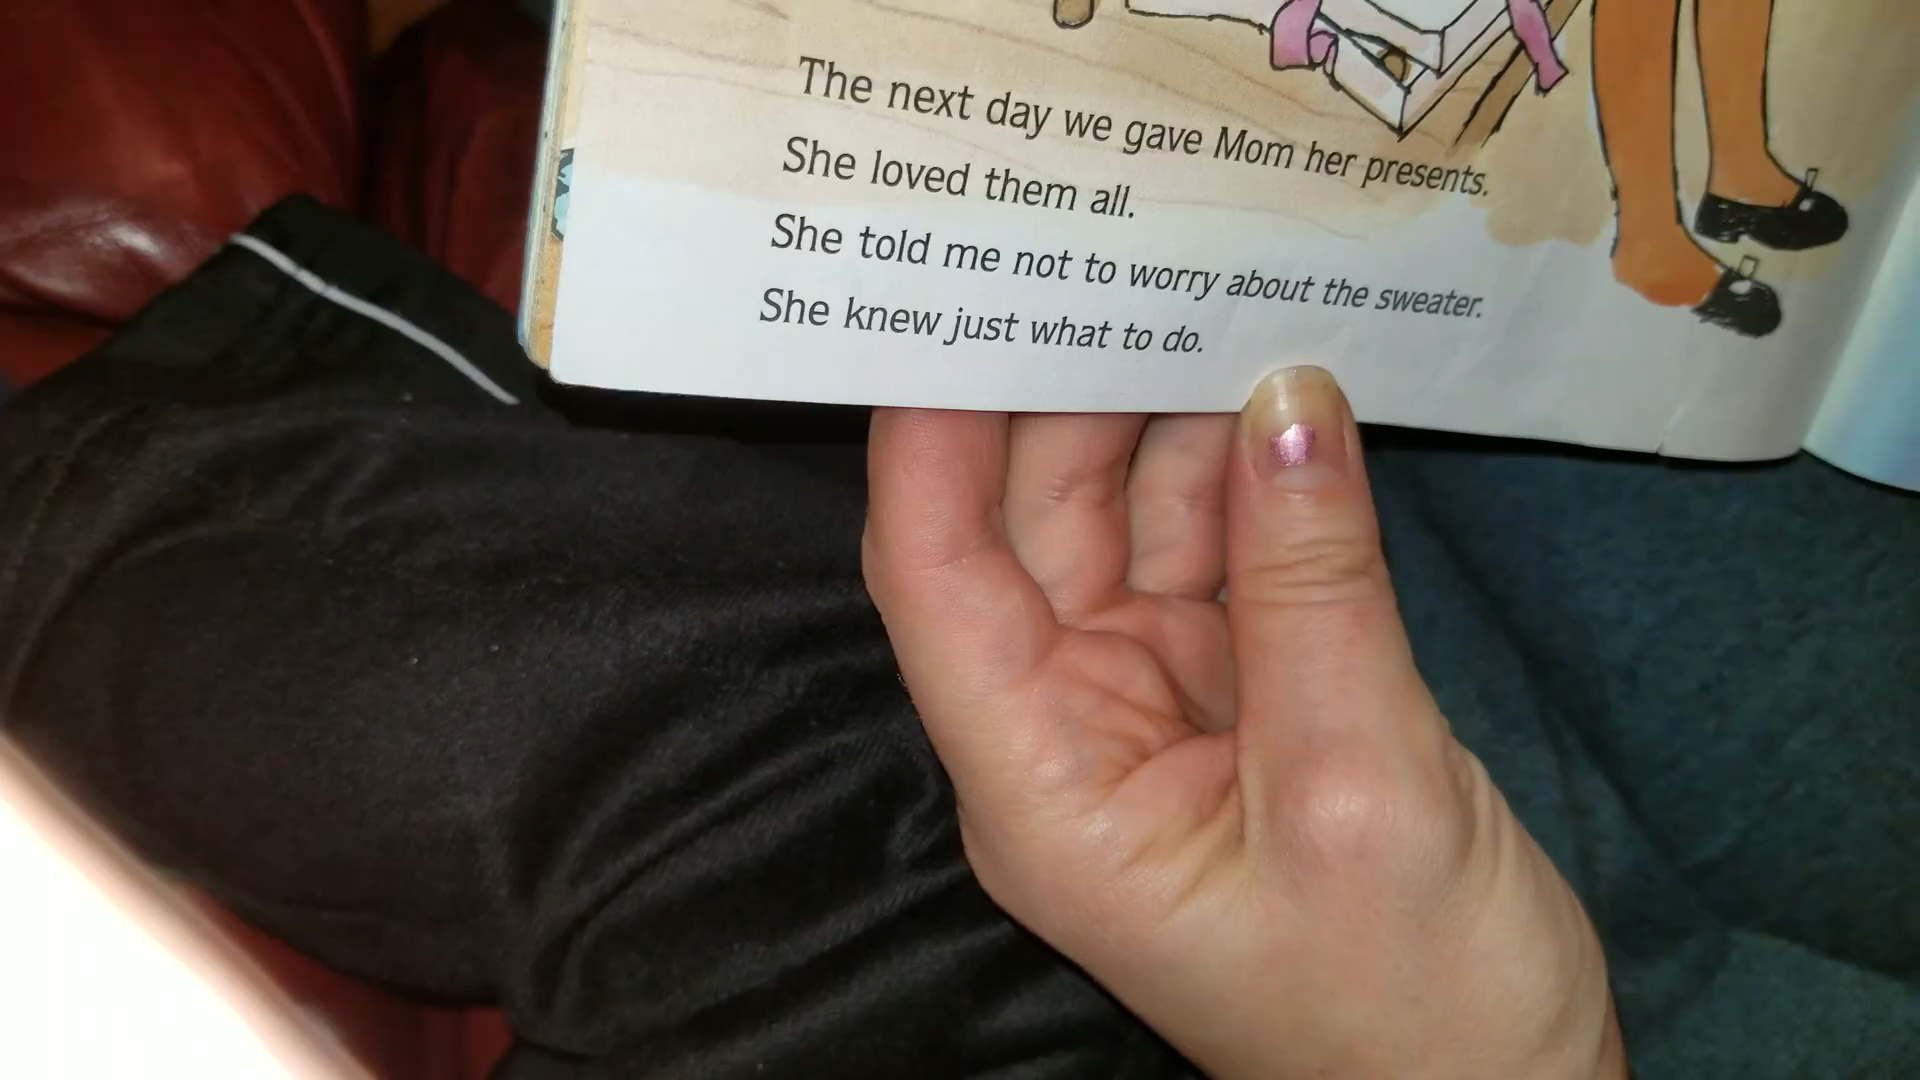 The next day we gave Mom her presents.
She loved them all.
She told me not to worry about the sweater.
She knew just what to do.